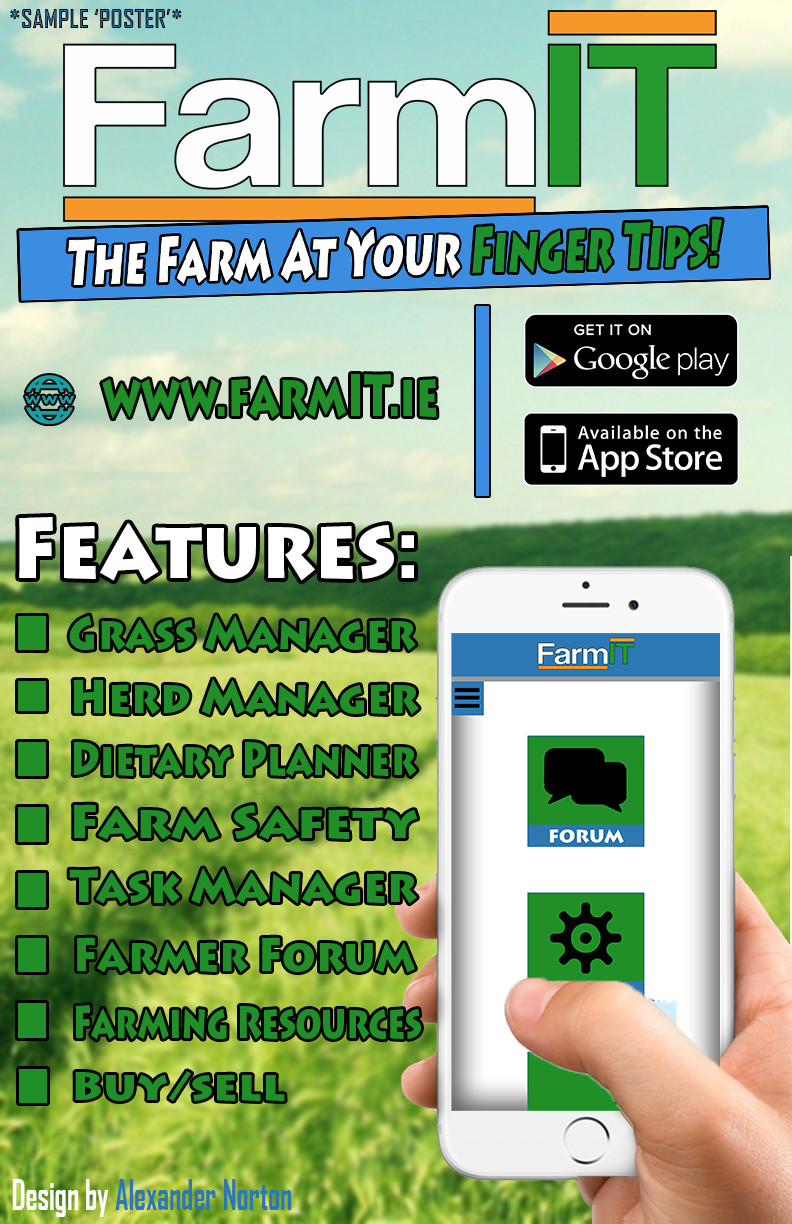 *SAMPLE 'POSTER'*
FarmIT
THE FARM AT YOUR FINGER TIPS!
GET IT ON
Google play
www
www.farmIT.ie
Available on the
App Store
FEATURES:
GRASS MANAGER
HERD MANAGER
DIETARY PLANNER
FARM SAFETY
TASK MANAGER
FARMER FORUM
FARMING RESOURCES
BUY/SELL
FarmIT
FORUM
Design by Alexander Norton